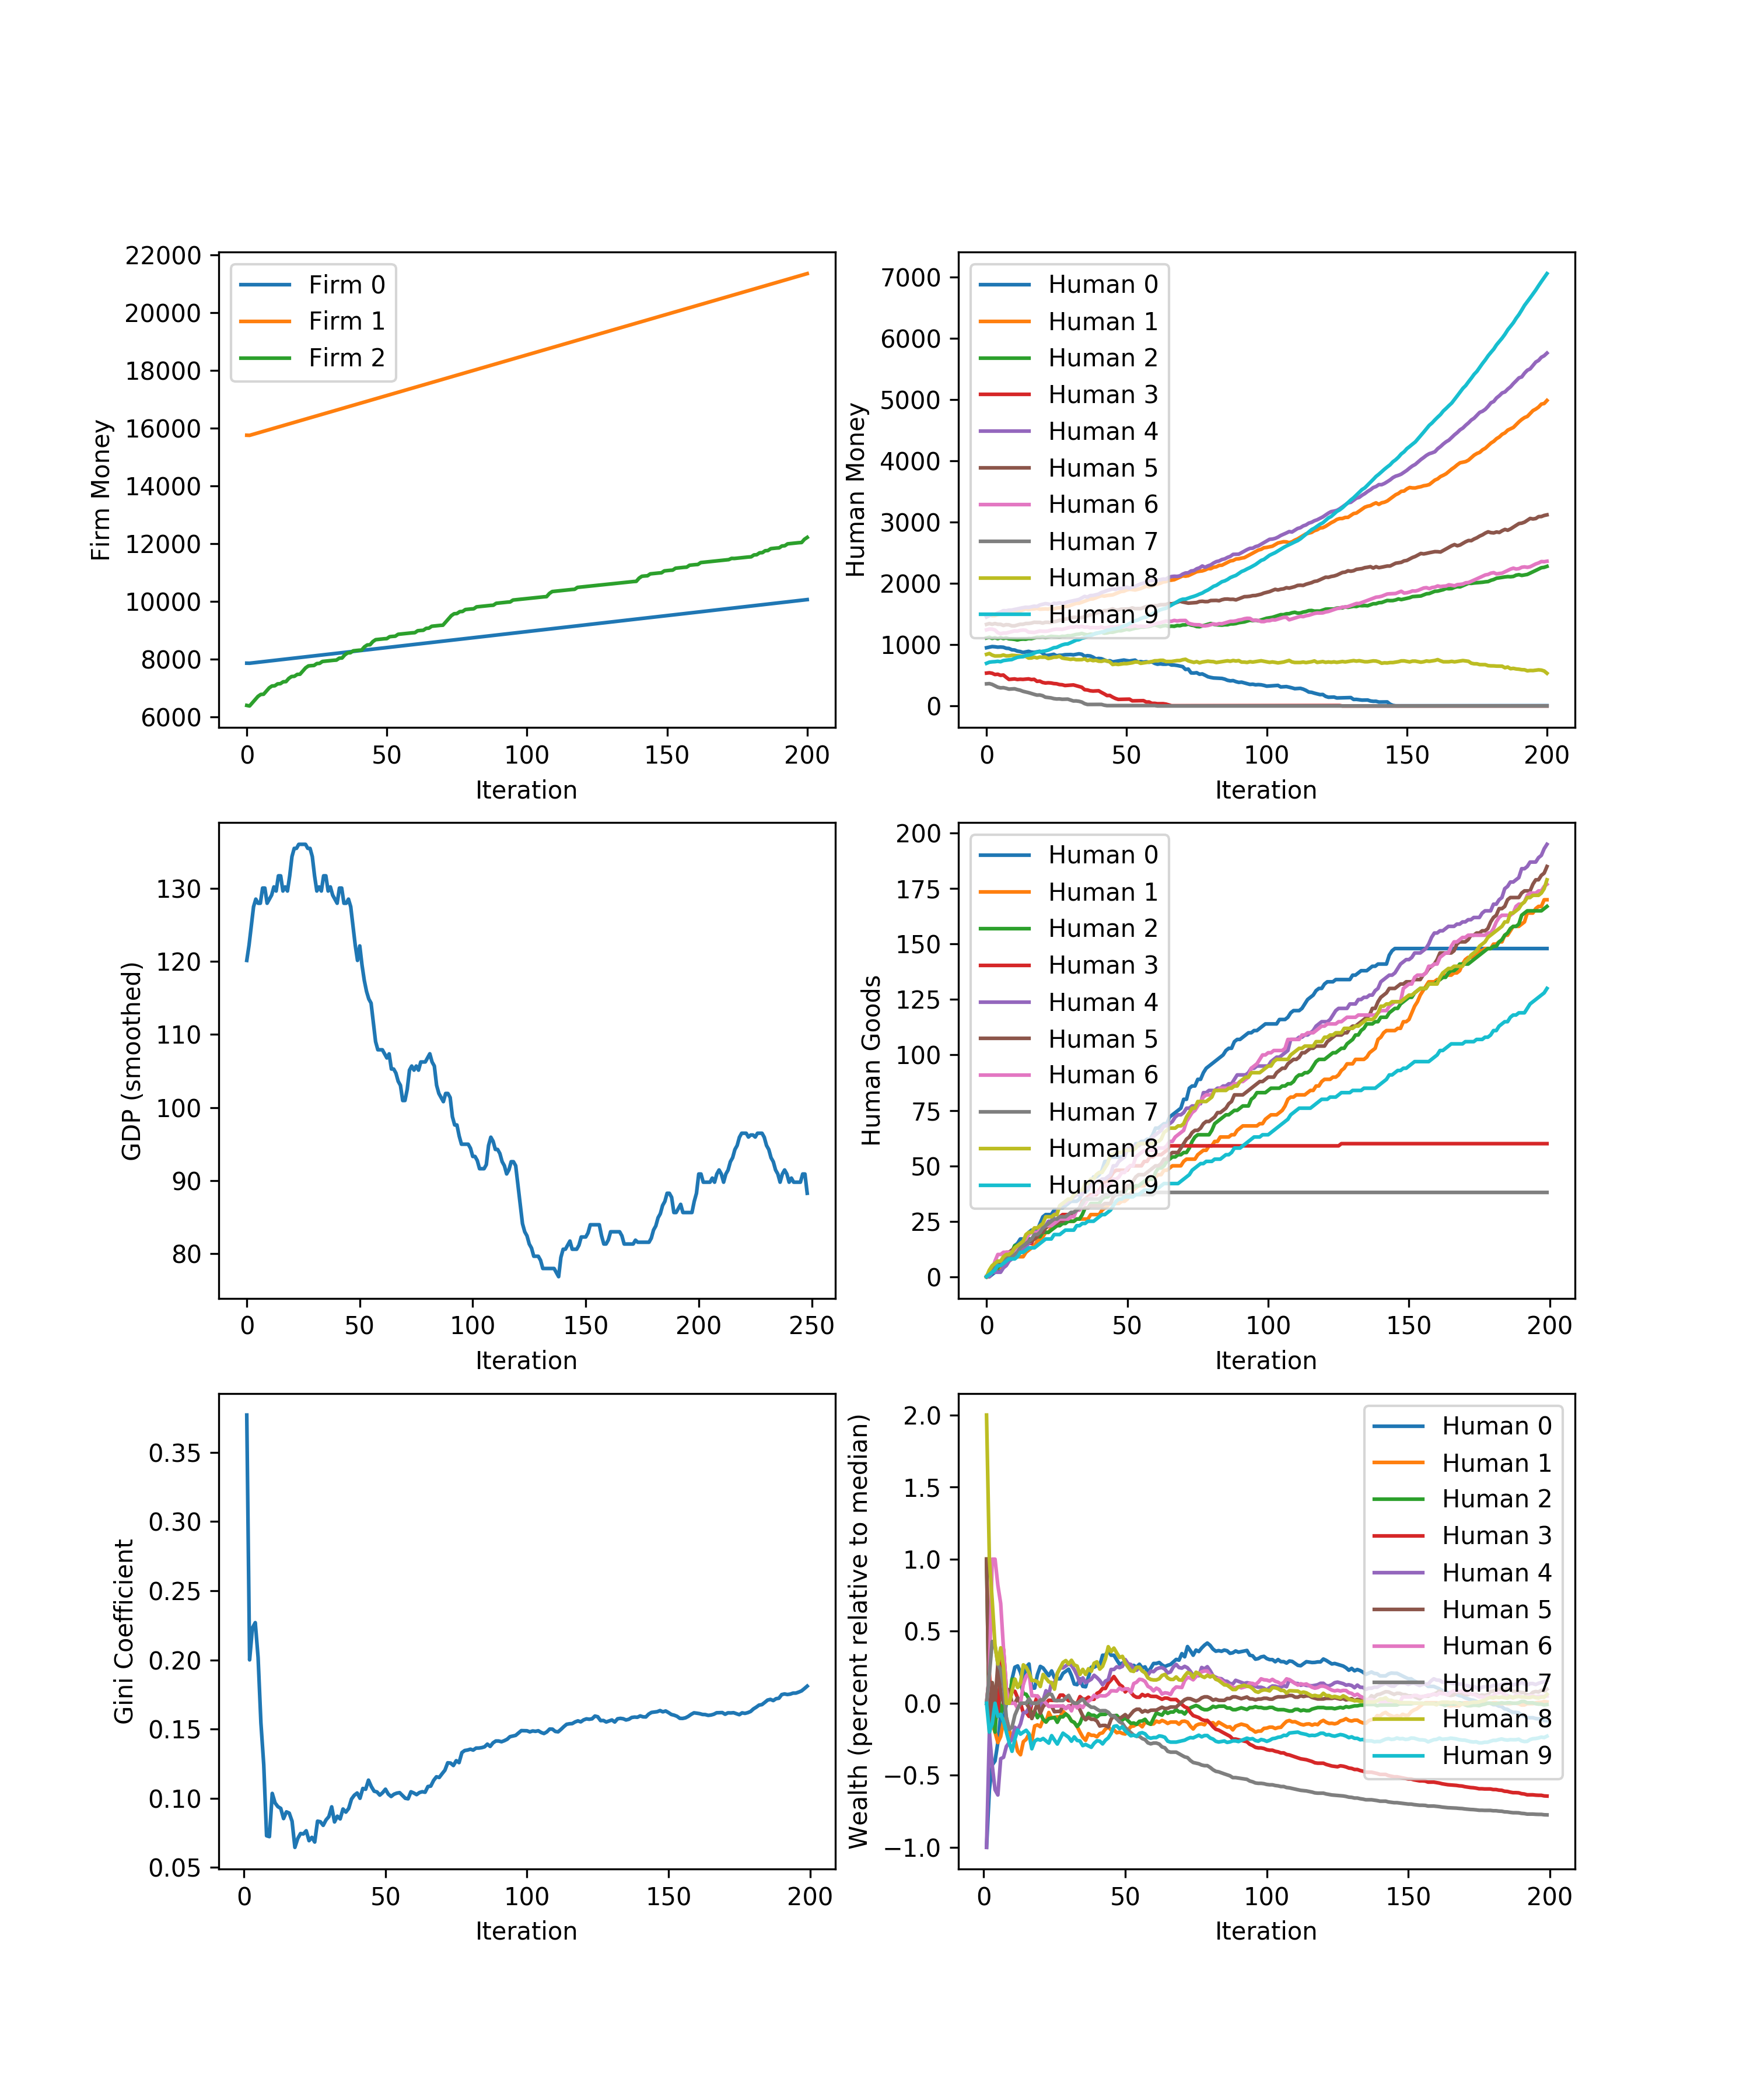 22000
20000
18000
16000
14000
12000
10000
8000
6000
Firm Money
Firm 0
Firm 1
Firm 2
0 50 100 150 200
Iteration
7000
6000
5000
4000
3000
2000
1000
0
Human Money
Human 0
Human 1
Human 2
Human 3
Human 4
Human 5
Human 6
Human 7
Human 8
Human 9
0 50 100 150 200
Iteration
130
120
110
100
90
80
GDP (smoothed)
0 50 100 150 200 250
Iteration
200
175
150
125
100
75
50
25
0
Human Goods
Human 0
Human 1
Human 2
Human 3
Human 4
Human 5
Human 6
Human 7
Human 8
Human 9
0 50 100 150 200
Iteration
0.35
0.30
0.25
0.20
0.15
0.10
0.05
Gini Coefficient
0 50 100 150 200
Iteration
2.0
1.5
1.0
0.5
0.0
−0.5
−1.0
Wealth (percent relative to median)
Human 0
Human 1
Human 2
Human 3
Human 4
Human 5
Human 6
Human 7
Human 8
Human 9
0 50 100 150 200
Iteration